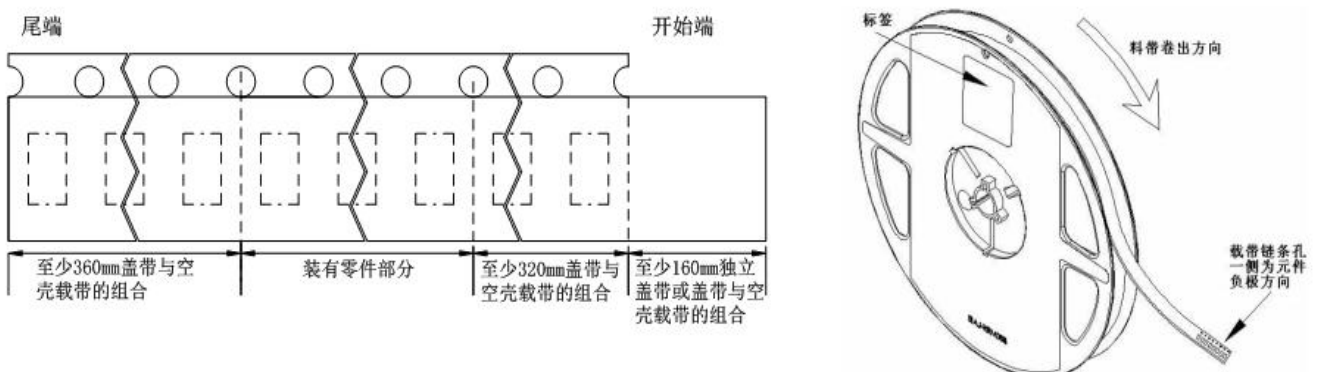 尾端
开始端
至少360mm盖带与空
壳载带的组合
装有零件部分
至少320mm盖带与
空壳载带的组合
至少160mm独立
盖带或盖带与空
壳载带的组合
标签
料带卷出方向
载带链条孔
一侧为元件
负极方向